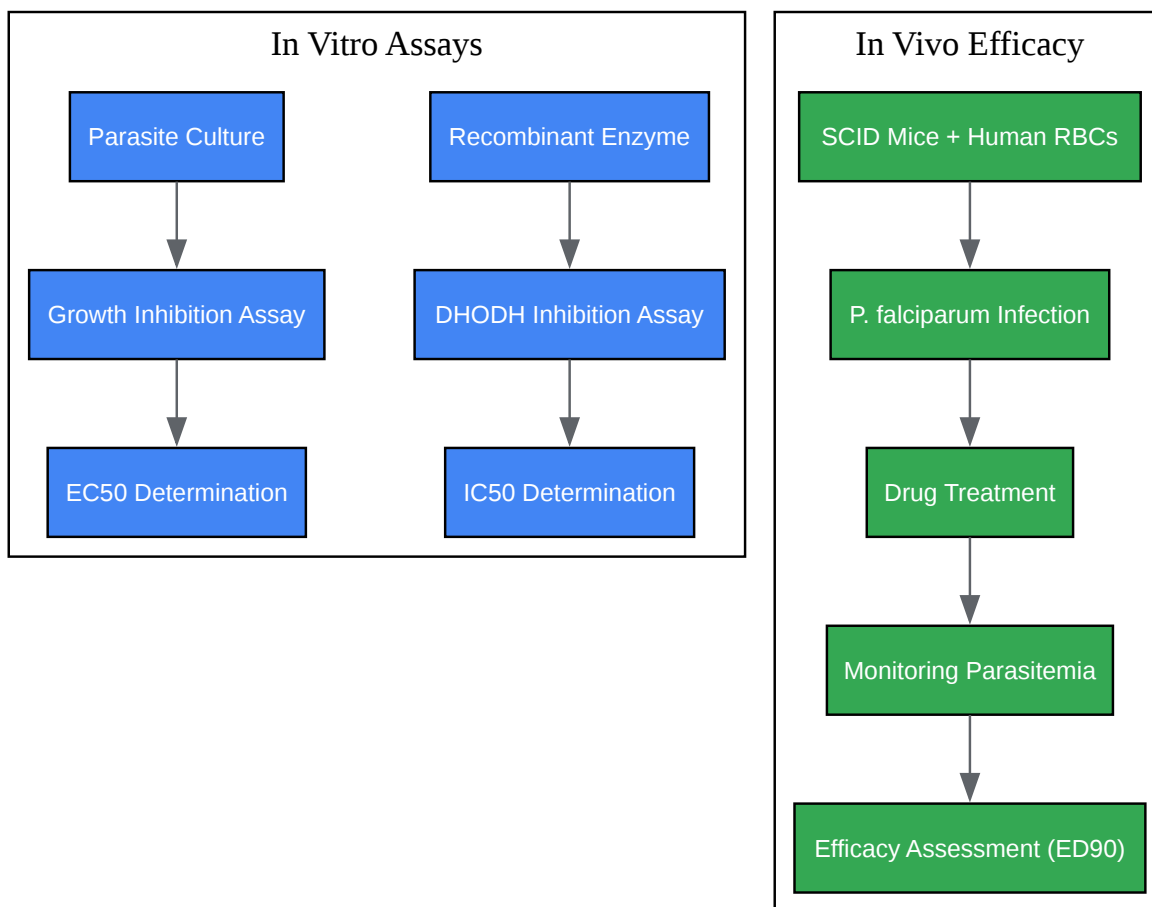 In Vitro Assays
Parasite Culture
Growth Inhibition Assay
EC50 Determination
Recombinant Enzyme
DHODH Inhibition Assay
IC50 Determination
In Vivo Efficacy
SCID Mice + Human RBCs
P. falciparum Infection
Drug Treatment
Monitoring Parasitemia
Efficacy Assessment (ED90)